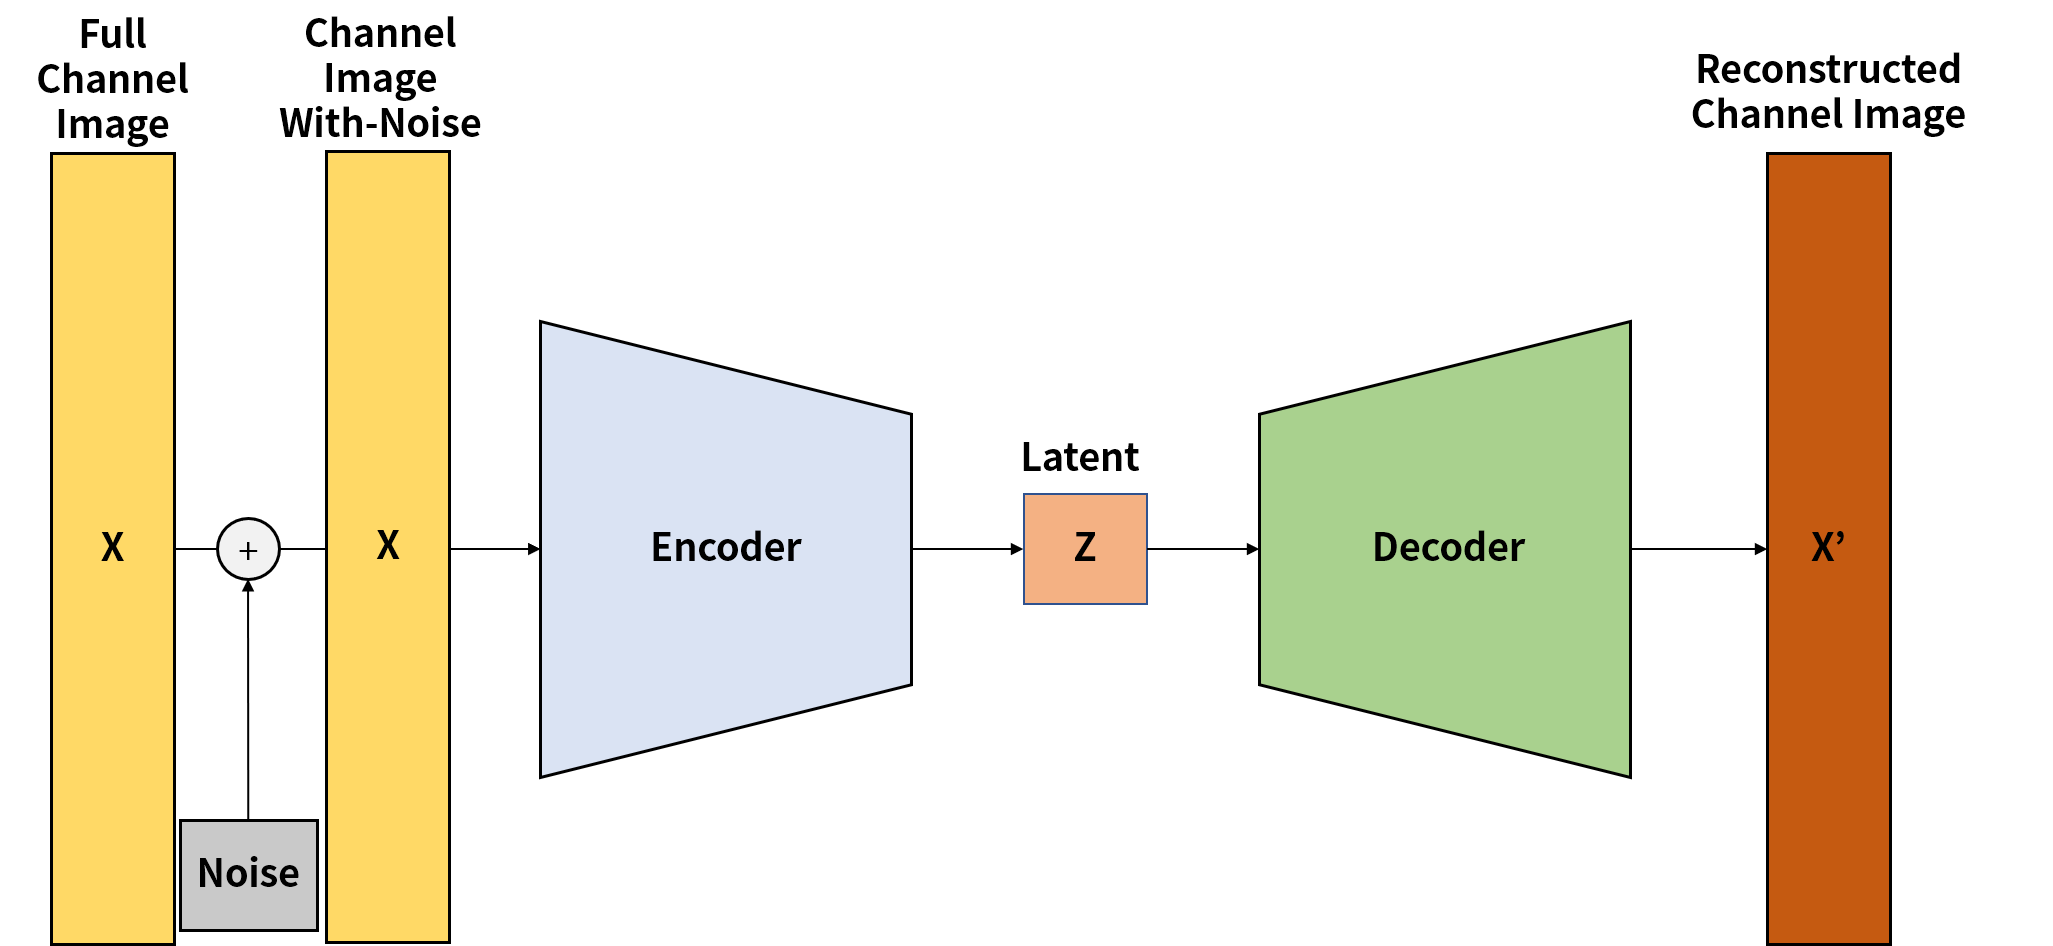 Full
Channel
Image
Channel
Image
With-Noise
Reconstructed
Channel Image
Latent
X
+
X
Encoder
Z
Decoder
X’
Noise